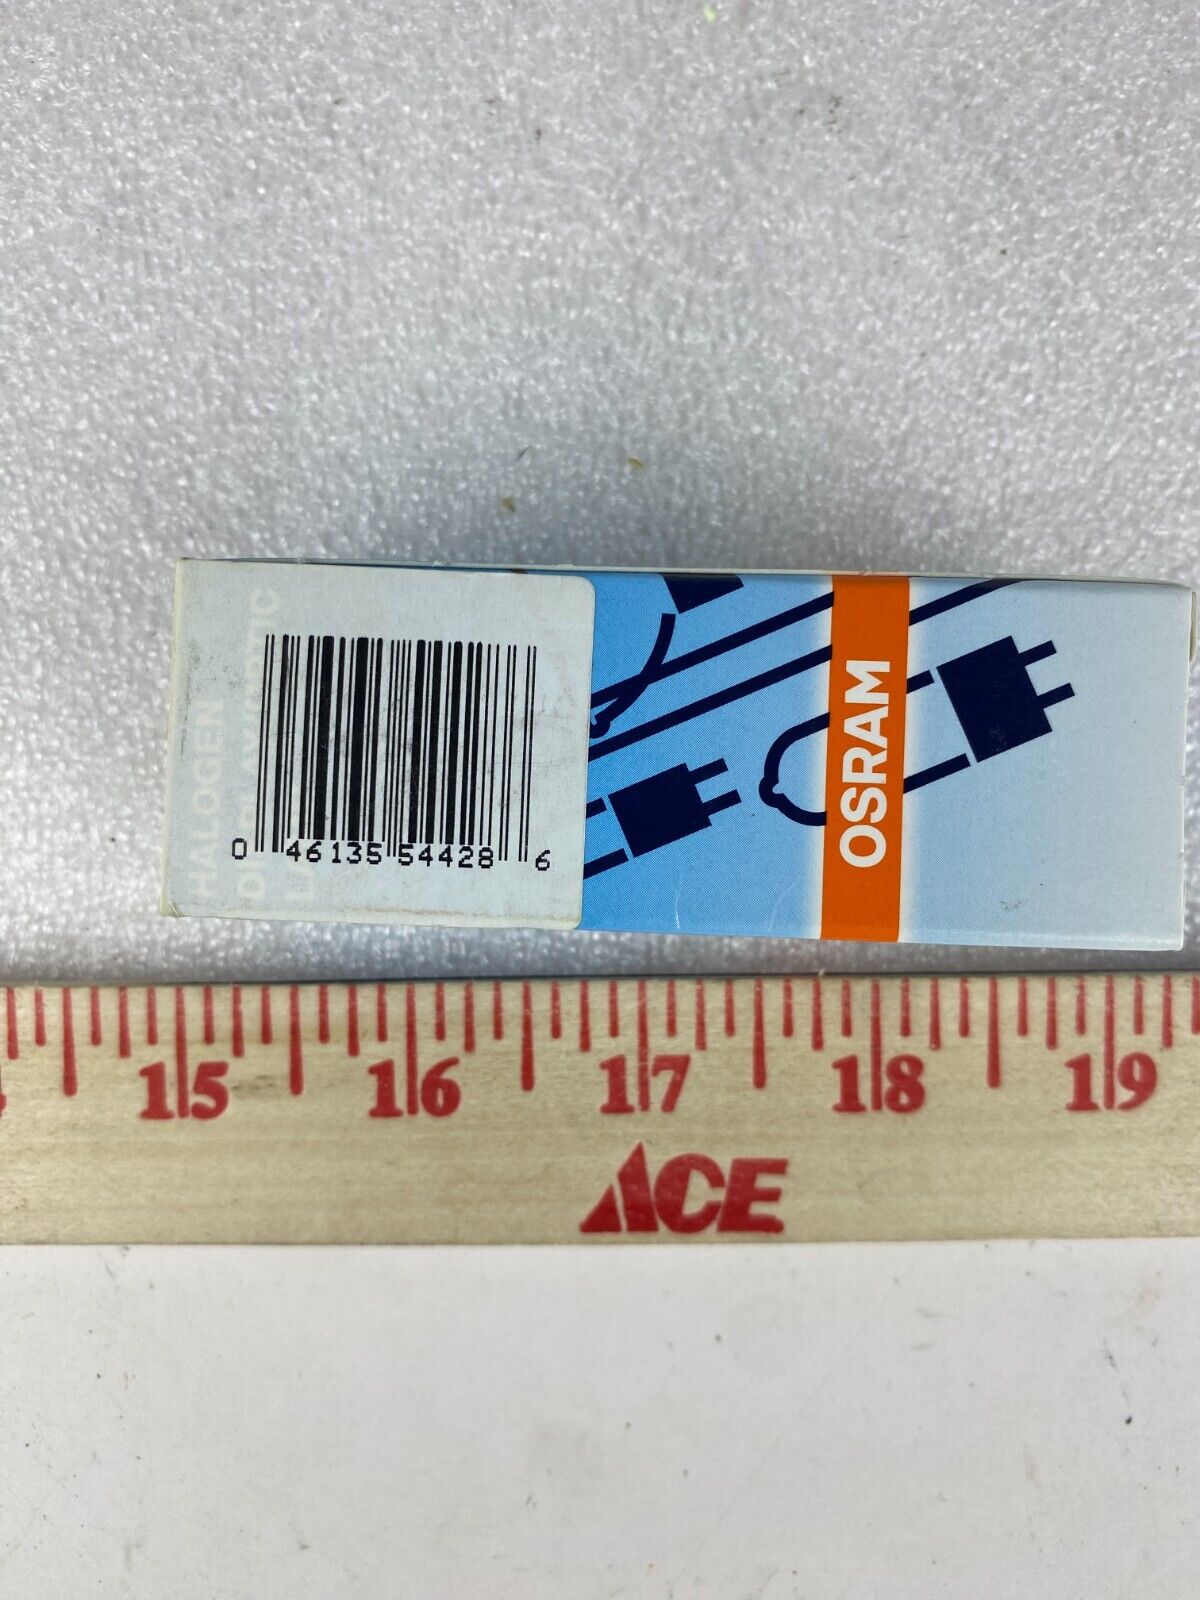 HALOGEN
0 46135 54428 6
OSRAM
15 16 17 18 19
ACE